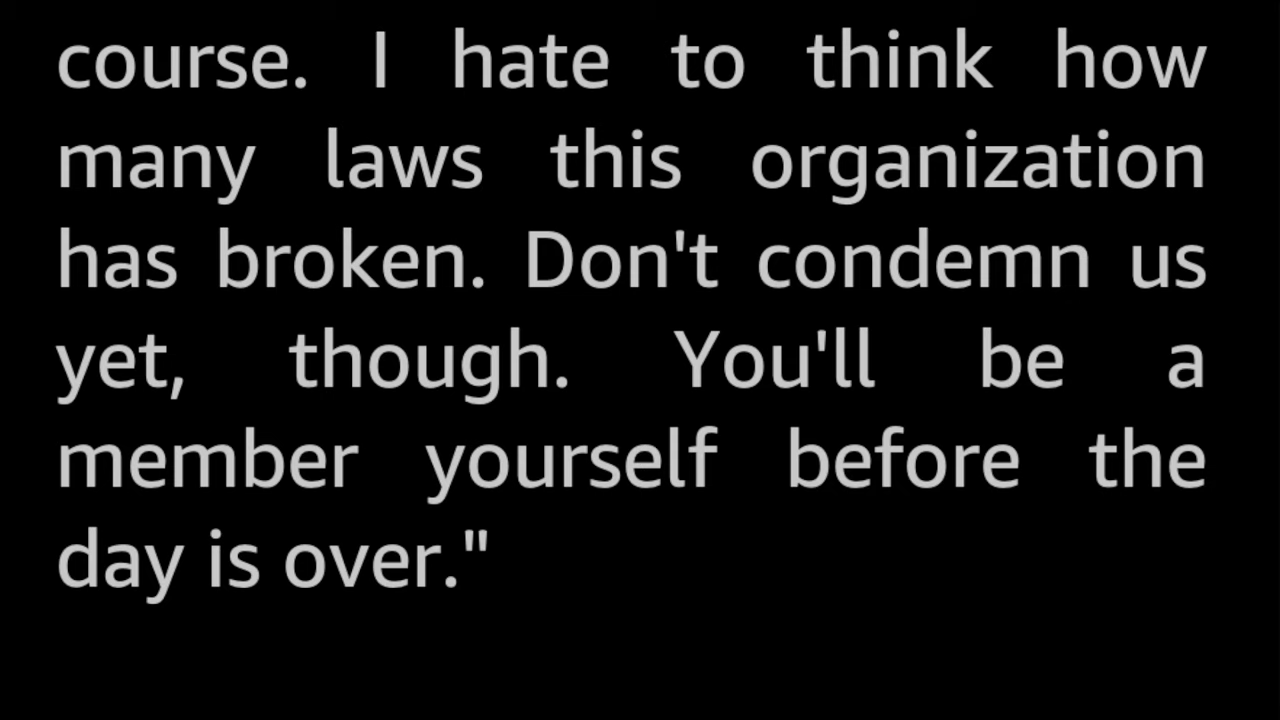 course. I hate to think how
many laws this organization
has broken. Don't condemn us
yet, though. You'll be a
member yourself before the
day is over."